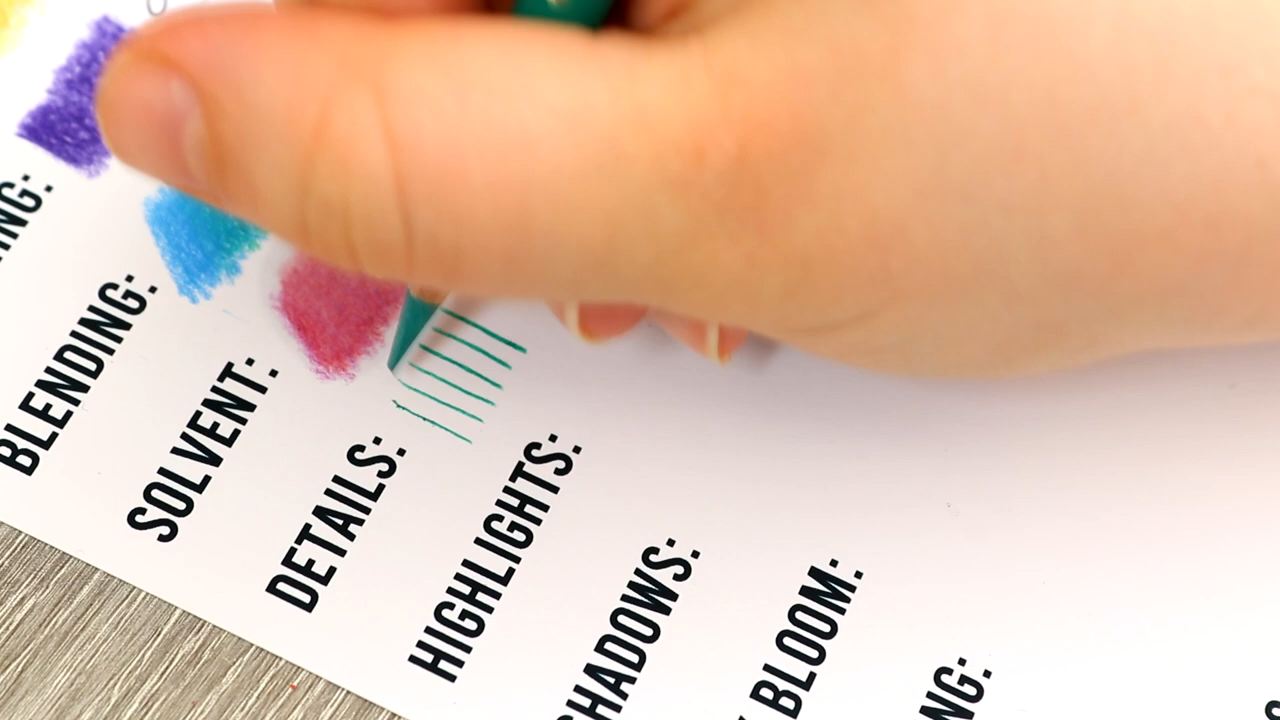 BLENDING:
SOLVENT:
DETAILS:
HIGHLIGHTS:
SHADOWS:
BLOOM: